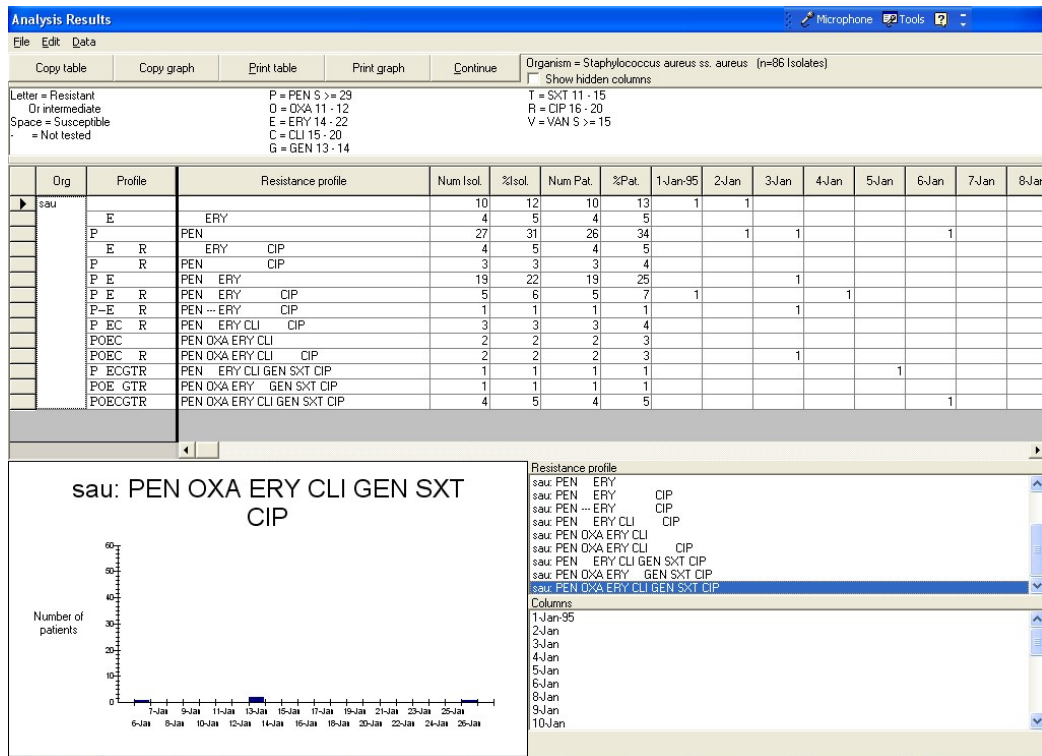 Analysis Results
Microphone Tools
File Edit Data
Copy table Copy graph Print table Print graph Continue
Organism = Staphylococcus aureus ss. aureus (n=86 Isolates)
Show hidden columns
Letter = Resistant
Or intermediate
Space = Susceptible
- = Not tested
P = PEN S >= 29
O = OXA 11 - 12
E = ERY 14 - 22
C = CLI 15 - 20
G = GEN 13 - 14
T = SXT 11 - 15
R = CIP 16 - 20
V = VAN S >= 15
Org Profile Resistance profile Num Isol. %Isol. Num Pat. %Pat. 1-Jan-95 2-Jan 3-Jan 4-Jan 5-Jan 6-Jan 7-Jan 8-Jan
sau 10 12 10 13 1 1
E ERY 4 5 4 5
P PEN 27 31 26 34 1 1 1
E R ERY CIP 4 5 4 5
P R PEN CIP 3 3 3 4
P E PEN ERY 19 22 19 25 1
P E R PEN ERY CIP 5 6 5 7 1 1
P-E R PEN --- ERY CIP 1 1 1 1 1
P EC R PEN ERY CLI CIP 3 3 3 4
POEC PEN OXA ERY CLI 2 2 2 3
POEC R PEN OXA ERY CLI CIP 2 2 2 3 1
P ECGTR PEN ERY CLI GEN SXT CIP 1 1 1 1 1
POE GTR PEN OXA ERY GEN SXT CIP 1 1 1 1
POECGTR PEN OXA ERY CLI GEN SXT CIP 4 5 4 5 1
sau: PEN OXA ERY CLI GEN SXT
CIP
Number of
patients
60
50
40
30
20
10
0
7-Jan 9-Jan 11-Jan 13-Jan 15-Jan 17-Jan 19-Jan 21-Jan 23-Jan 25-Jan
6-Jan 8-Jan 10-Jan 12-Jan 14-Jan 16-Jan 18-Jan 20-Jan 22-Jan 24-Jan 26-Jan
Resistance profile
sau: PEN ERY
sau: PEN ERY CIP
sau: PEN --- ERY CIP
sau: PEN ERY CLI CIP
sau: PEN OXA ERY CLI
sau: PEN OXA ERY CLI CIP
sau: PEN ERY CLI GEN SXT CIP
sau: PEN OXA ERY GEN SXT CIP
sau: PEN OXA ERY CLI GEN SXT CIP
Columns
1-Jan-95
2-Jan
3-Jan
4-Jan
5-Jan
6-Jan
8-Jan
9-Jan
10-Jan